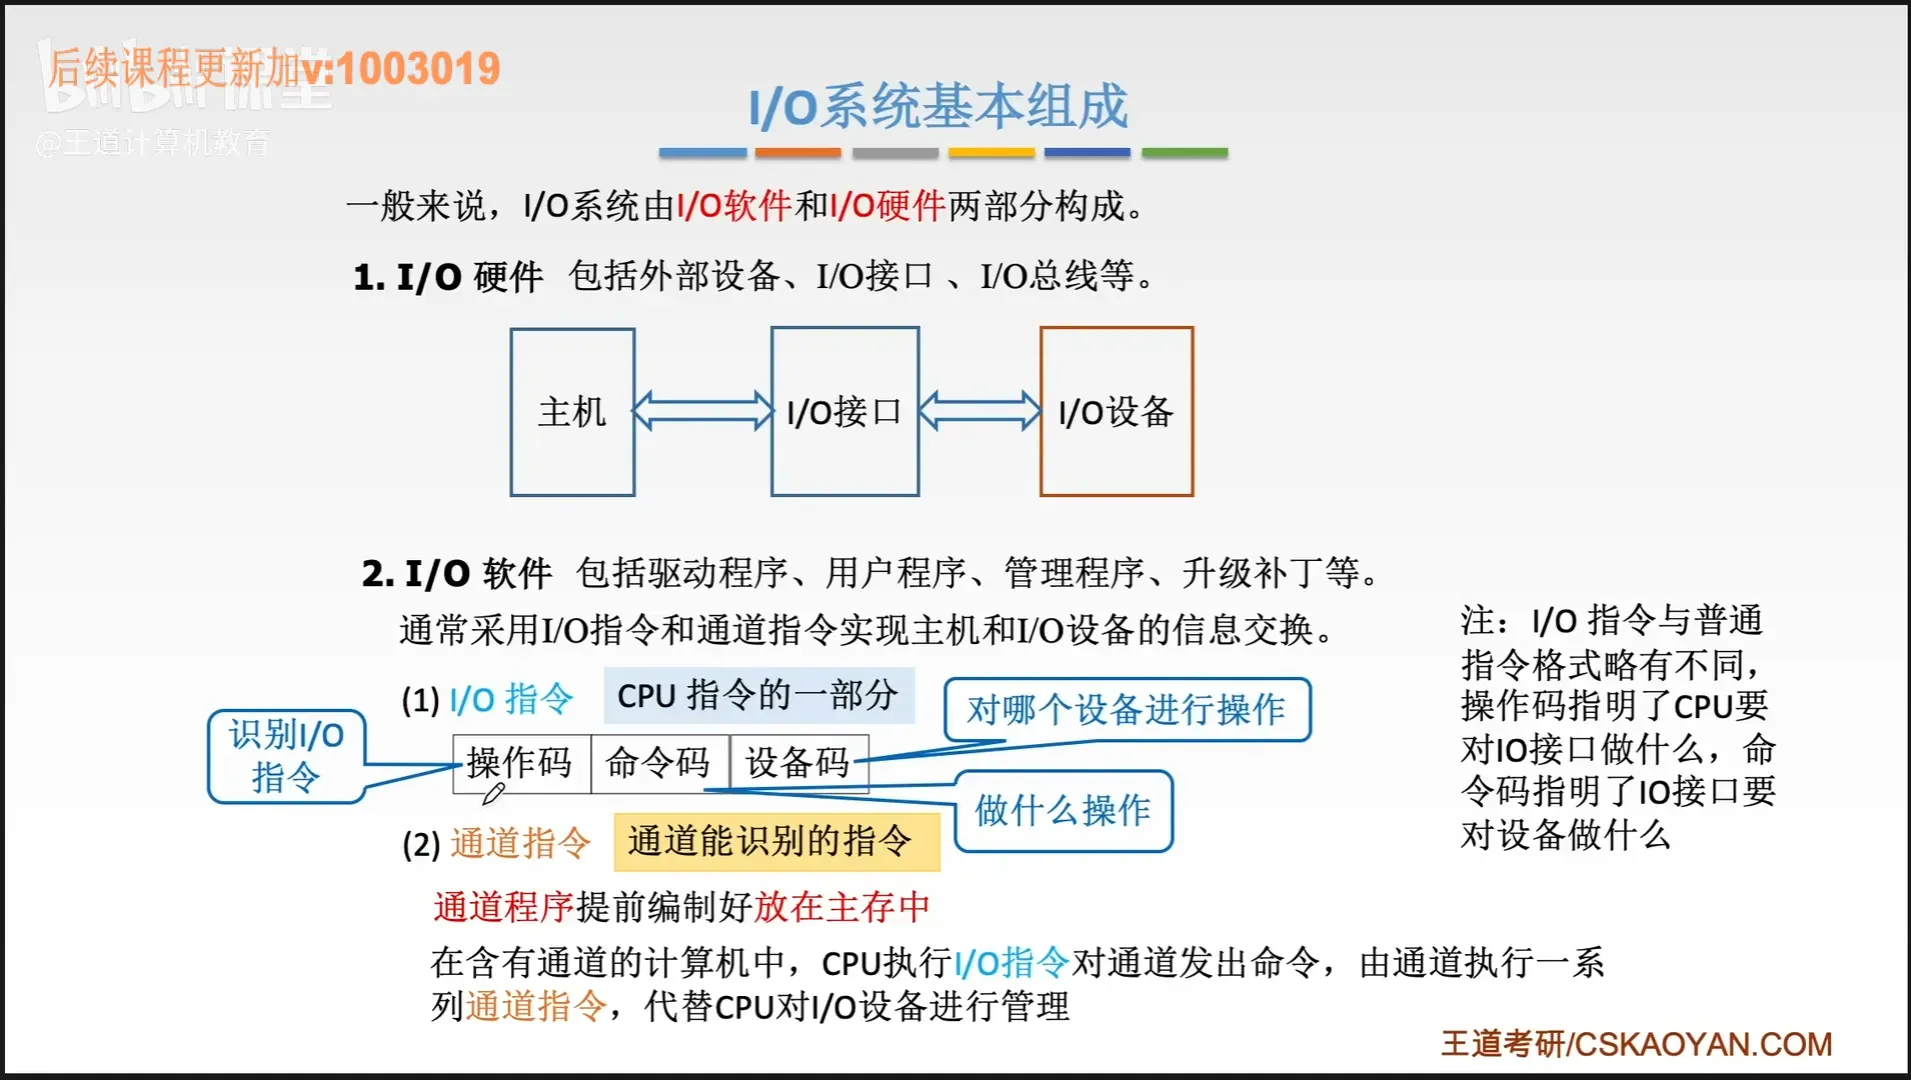 后续课程更新加v:1003019
bilibili课堂
@王道计算机教育
I/O系统基本组成
一般来说，I/O系统由I/O软件和I/O硬件两部分构成。
1. I/O 硬件 包括外部设备、I/O接口 、I/O总线等。
主机
I/O接口
I/O设备
2. I/O 软件 包括驱动程序、用户程序、管理程序、升级补丁等。
通常采用I/O指令和通道指令实现主机和I/O设备的信息交换。
(1) I/O 指令 CPU 指令的一部分
对哪个设备进行操作
识别I/O
指令
操作码 命令码 设备码
做什么操作
(2) 通道指令 通道能识别的指令
通道程序提前编制好放在主存中
在含有通道的计算机中，CPU执行I/O指令对通道发出命令，由通道执行一系
列通道指令，代替CPU对I/O设备进行管理
注：I/O 指令与普通
指令格式略有不同，
操作码指明了CPU要
对IO接口做什么，命
令码指明了IO接口要
对设备做什么
王道考研/CSKAOYAN.COM